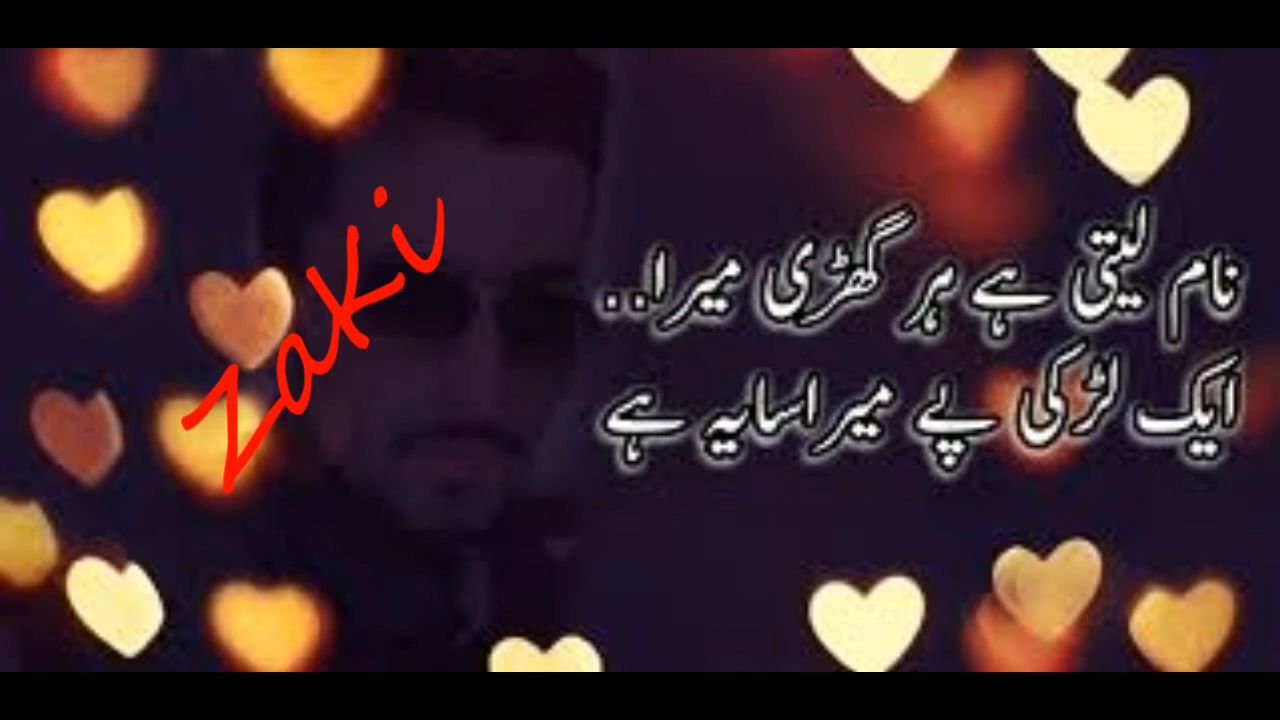 Zaki
نام لیتی ہے ہر گھڑی میرا..
ایک لڑکی پے میرا سایہ ہے